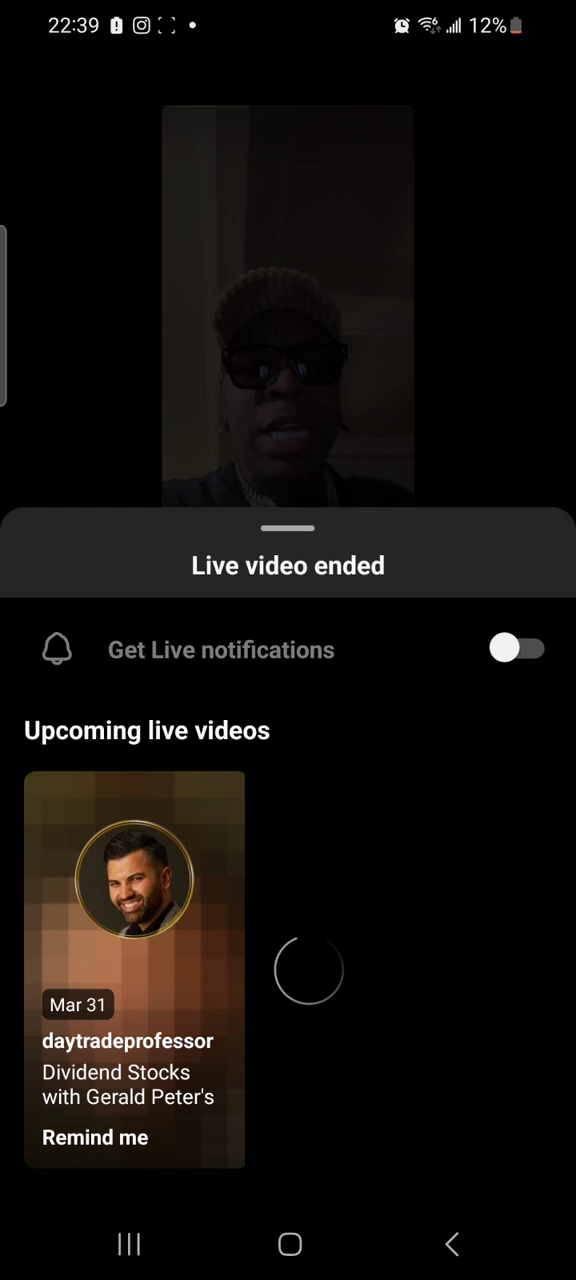 22:39
12%
Live video ended
Get Live notifications
Upcoming live videos
Mar 31
daytradeprofessor
Dividend Stocks
with Gerald Peter's
Remind me